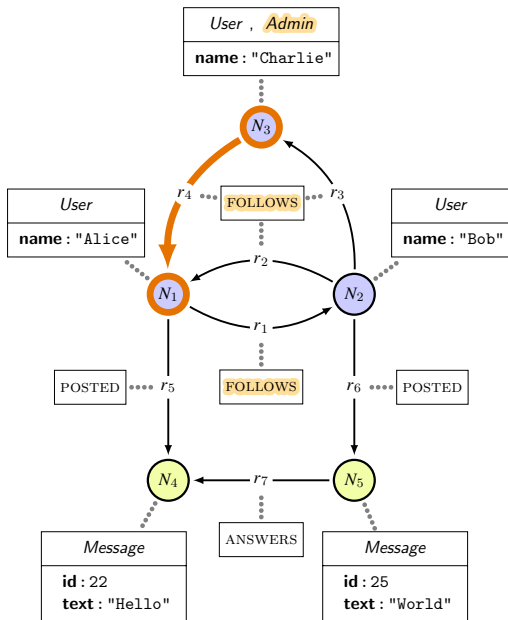 User , Admin
name : "Charlie"
N3
r4
FOLLOWS
r3
User
name : "Alice"
User
name : "Bob"
r2
N1
N2
r1
POSTED
r5
FOLLOWS
r6
POSTED
N4
r7
N5
ANSWERS
Message
id : 22
text : "Hello"
Message
id : 25
text : "World"